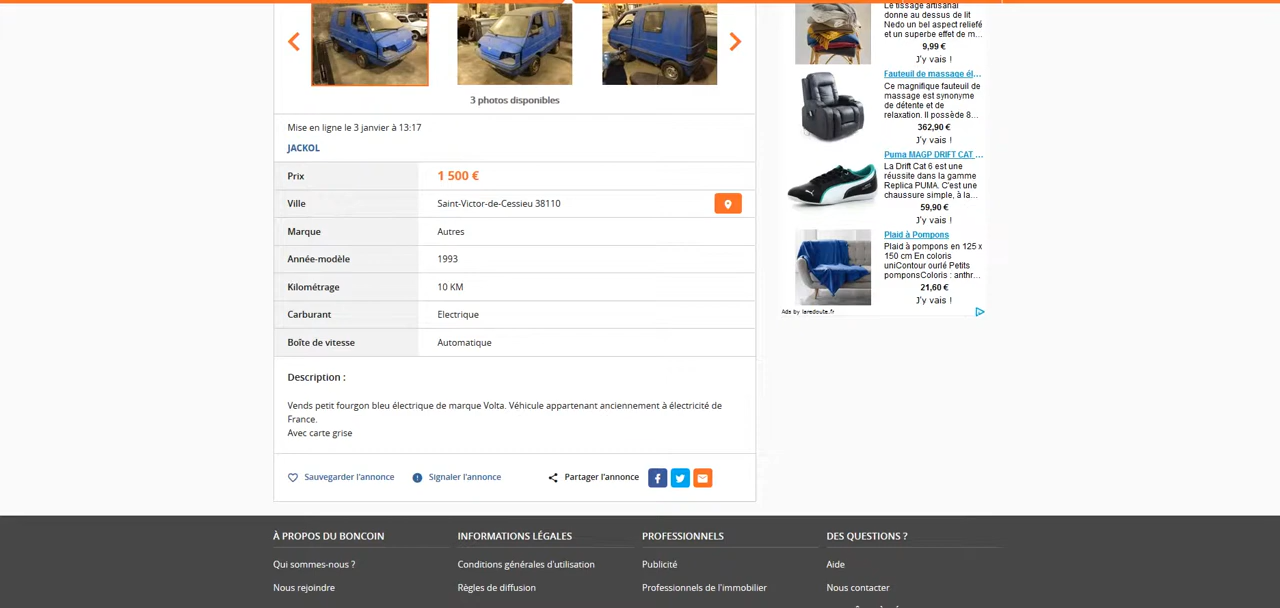 3 photos disponibles
Mise en ligne le 3 janvier à 13:17
JACKOL
Prix
1 500 €
Ville
Saint-Victor-de-Cessieu 38110
Marque
Autres
Année-modèle
1993
Kilométrage
10 KM
Carburant
Electrique
Boîte de vitesse
Automatique
Description :
Vends petit fourgon bleu électrique de marque Volta. Véhicule appartenant anciennement à électricité de
France.
Avec carte grise
Sauvegarder l'annonce
Signaler l'annonce
Partager l'annonce
Le tissage artisanal
donne au dessus de lit
Nedo un bel aspect reliefé
et un superbe effet de m...
9,99 €
J'y vais !
Fauteuil de massage él...
Ce magnifique fauteuil de
massage est synonyme
de détente et de
relaxation. Il possède 8...
362,90 €
J'y vais !
Puma MAGP DRIFT CAT ...
La Drift Cat 6 est une
réussite dans la gamme
Replica PUMA. C'est une
chaussure simple, à la...
59,90 €
J'y vais !
Plaid à Pompons
Plaid à pompons en 125 x
150 cm En coloris
uniContour ourlé Petits
pomponsColoris : anthr...
21,60 €
J'y vais !
Ads by laredoute.fr
À PROPOS DU BONCOIN
Qui sommes-nous ?
Nous rejoindre
INFORMATIONS LÉGALES
Conditions générales d'utilisation
Règles de diffusion
PROFESSIONNELS
Publicité
Professionnels de l'immobilier
DES QUESTIONS ?
Aide
Nous contacter